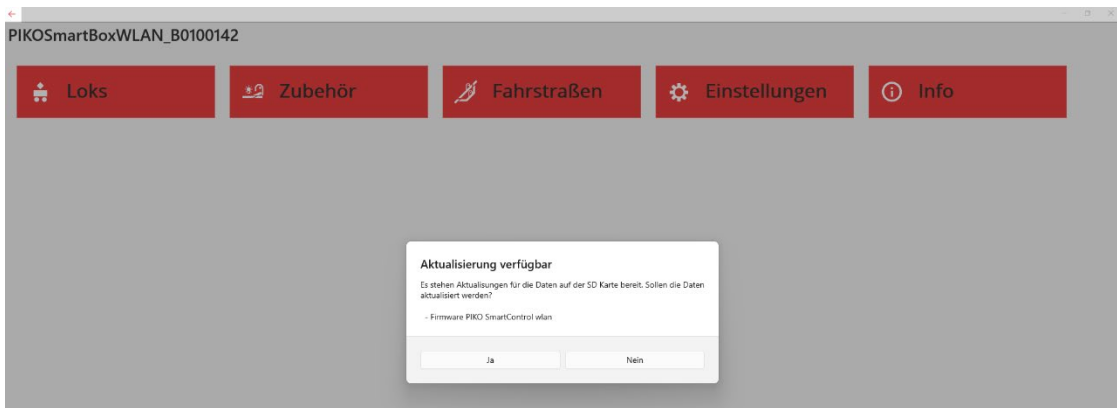 PIKOSmartBoxWLAN_B0100142
Loks
Zubehör
Fahrstraßen
Einstellungen
Info
Aktualisierung verfügbar
Es stehen Aktualisungen für die Daten auf der SD Karte bereit. Sollen die Daten
aktualisiert werden?
- Firmware PIKO SmartControl wlan
Ja
Nein